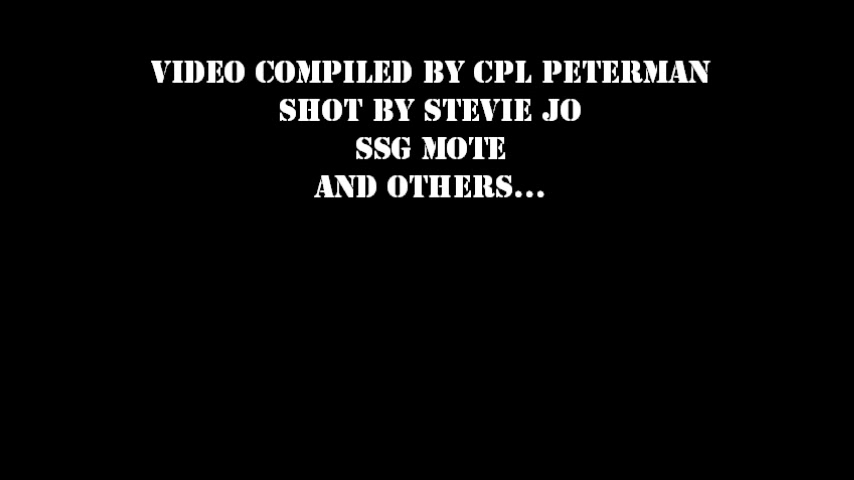 VIDEO COMPILED BY CPL PETERMAN
SHOT BY STEVIE JO
SSG MOTE
AND OTHERS...